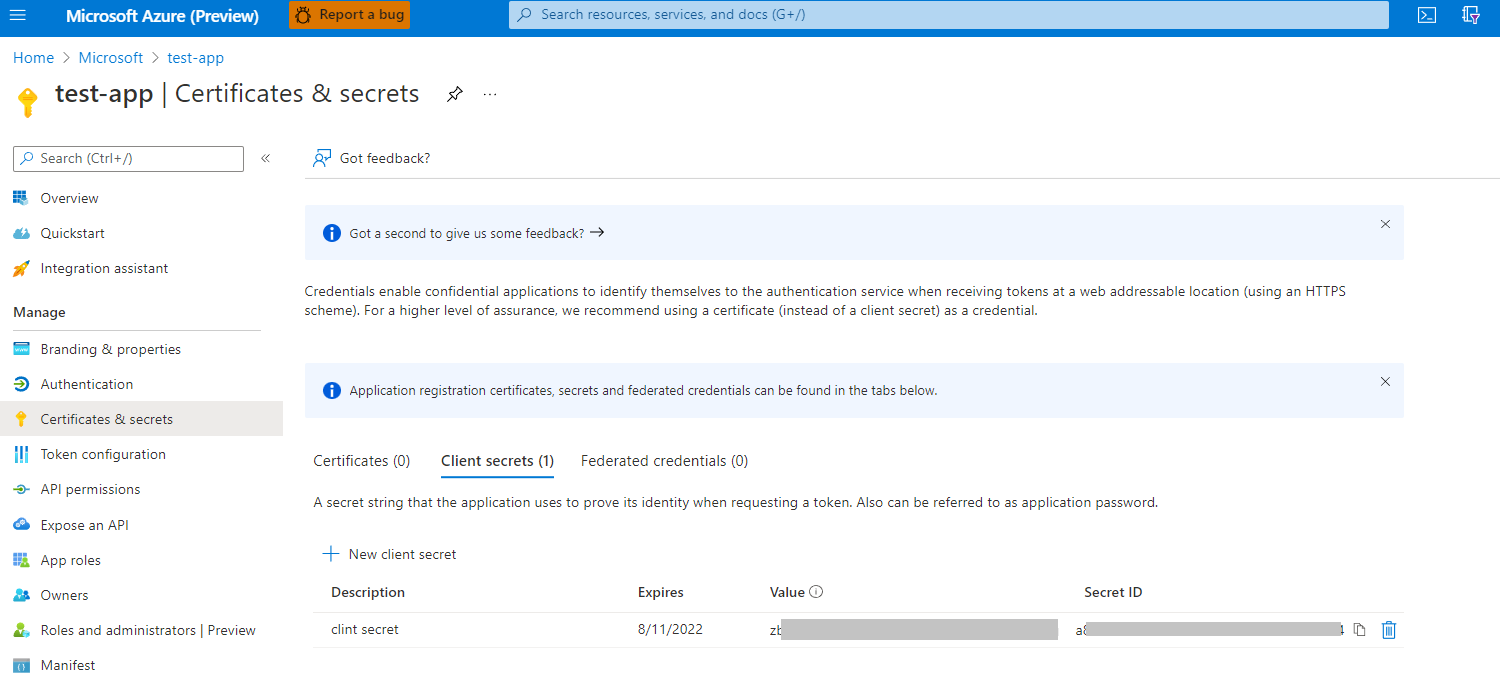 Microsoft Azure (Preview)
Report a bug
Search resources, services, and docs (G+/)
Home > Microsoft > test-app
test-app | Certificates & secrets
Search (Ctrl+/)
Overview
Quickstart
Integration assistant
Manage
Branding & properties
Authentication
Certificates & secrets
Token configuration
API permissions
Expose an API
App roles
Owners
Roles and administrators | Preview
Manifest
Got feedback?
Got a second to give us some feedback?
Credentials enable confidential applications to identify themselves to the authentication service when receiving tokens at a web addressable location (using an HTTPS
scheme). For a higher level of assurance, we recommend using a certificate (instead of a client secret) as a credential.
Application registration certificates, secrets and federated credentials can be found in the tabs below.
Certificates (0) Client secrets (1) Federated credentials (0)
A secret string that the application uses to prove its identity when requesting a token. Also can be referred to as application password.
New client secret
Description Expires Value Secret ID
clint secret 8/11/2022